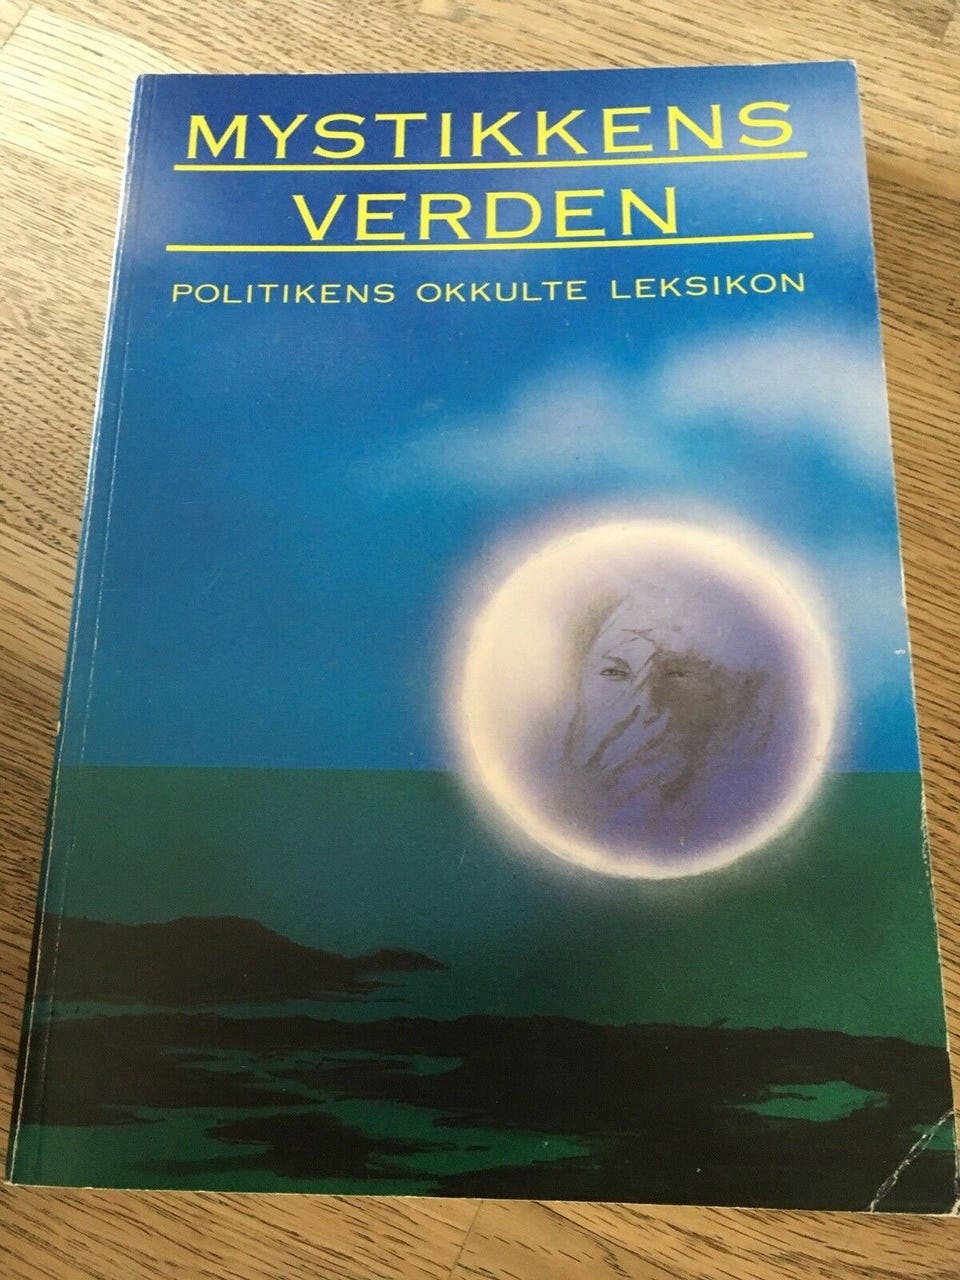 MYSTIKKENS
VERDEN
POLITIKENS OKKULTE LEKSIKON